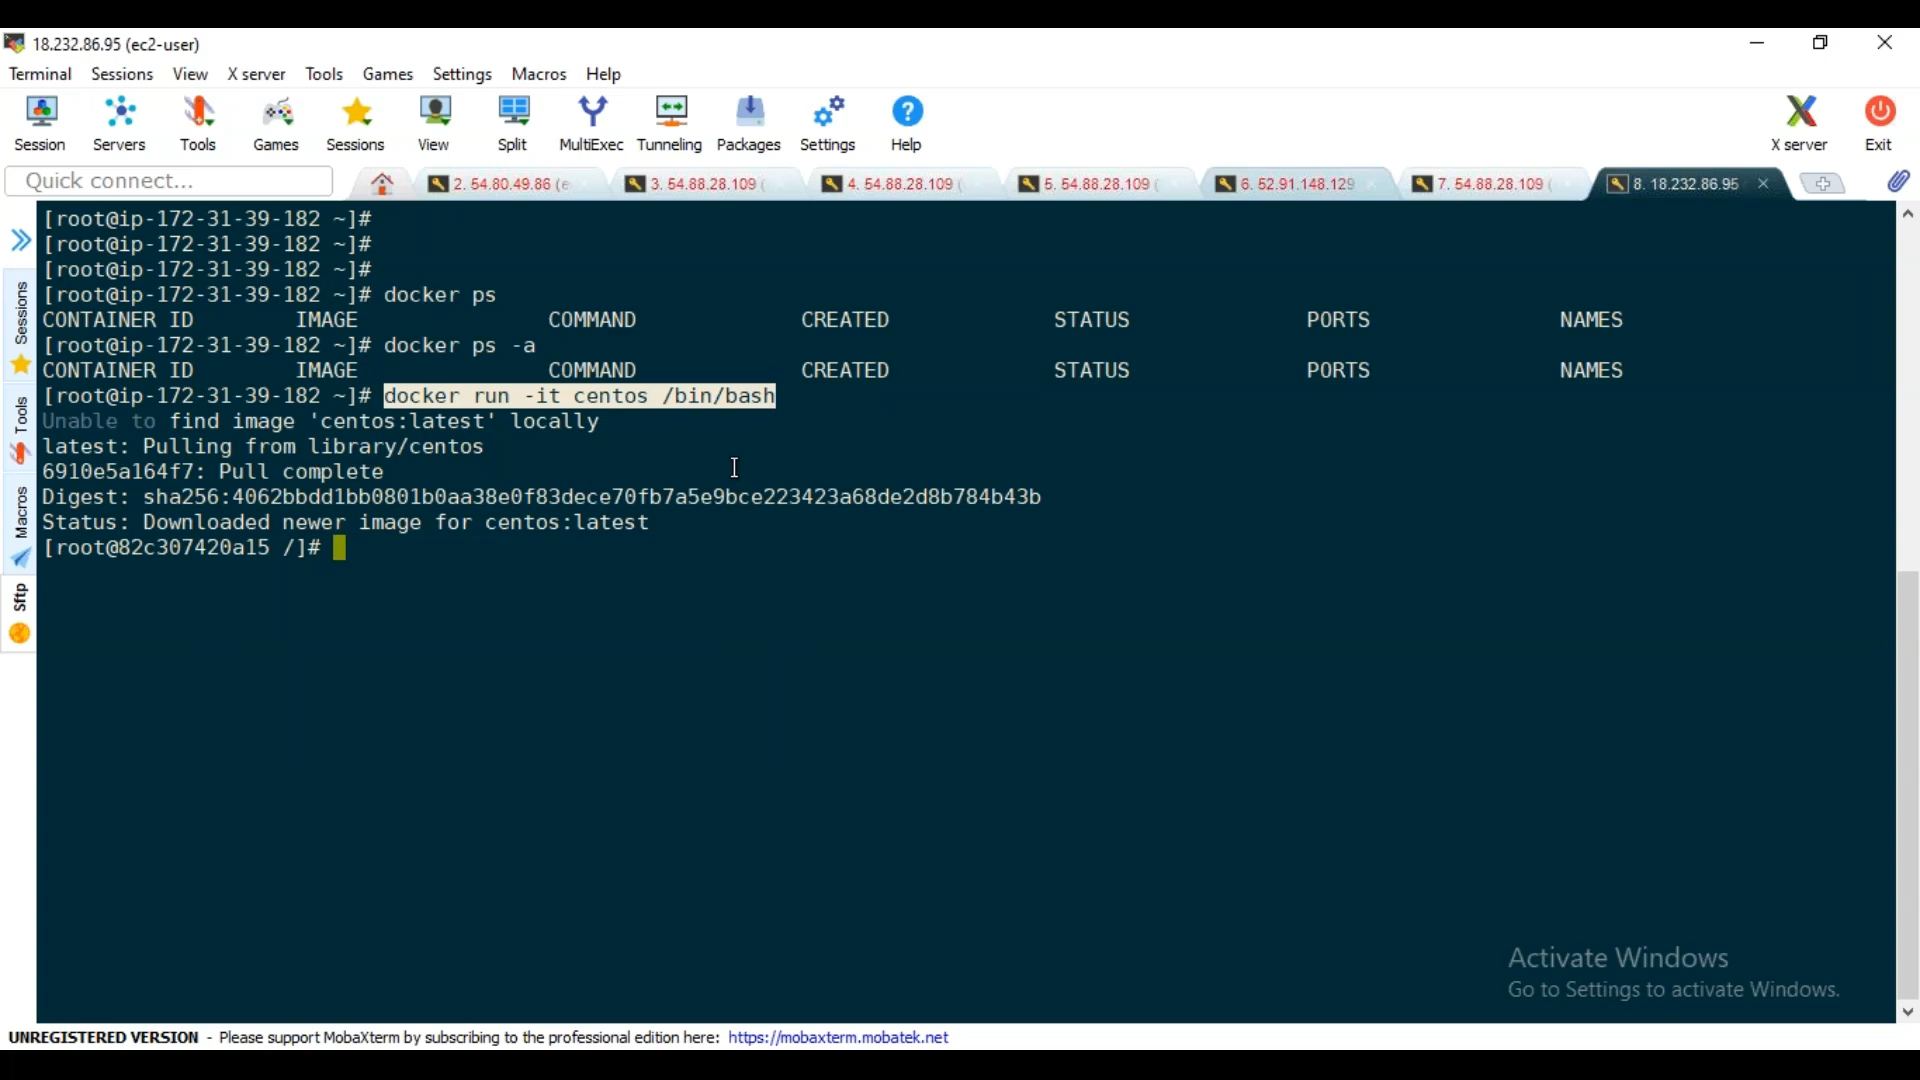 18.232.86.95 (ec2-user)
Terminal Sessions View X server Tools Games Settings Macros Help
Session Servers Tools Games Sessions View Split MultiExec Tunneling Packages Settings Help X server Exit
Quick connect... 2. 54.80.49.86 (e 3. 54.88.28.109 ( 4. 54.88.28.109 ( 5. 54.88.28.109 ( 6. 52.91.148.129 7. 54.88.28.109 ( 8. 18.232.86.95
[root@ip-172-31-39-182 ~]#
[root@ip-172-31-39-182 ~]#
[root@ip-172-31-39-182 ~]#
[root@ip-172-31-39-182 ~]# docker ps
CONTAINER ID IMAGE COMMAND CREATED STATUS PORTS NAMES
[root@ip-172-31-39-182 ~]# docker ps -a
CONTAINER ID IMAGE COMMAND CREATED STATUS PORTS NAMES
[root@ip-172-31-39-182 ~]# docker run -it centos /bin/bash
Unable to find image 'centos:latest' locally
latest: Pulling from library/centos
6910e5a164f7: Pull complete
Digest: sha256:4062bbdd1bb0801b0aa38e0f83dece70fb7a5e9bce223423a68de2d8b784b43b
Status: Downloaded newer image for centos:latest
[root@82c307420a15 /]#
Sessions
Tools
Macros
Sftp
Activate Windows
Go to Settings to activate Windows.
UNREGISTERED VERSION - Please support MobaXterm by subscribing to the professional edition here: https://mobaxterm.mobatek.net